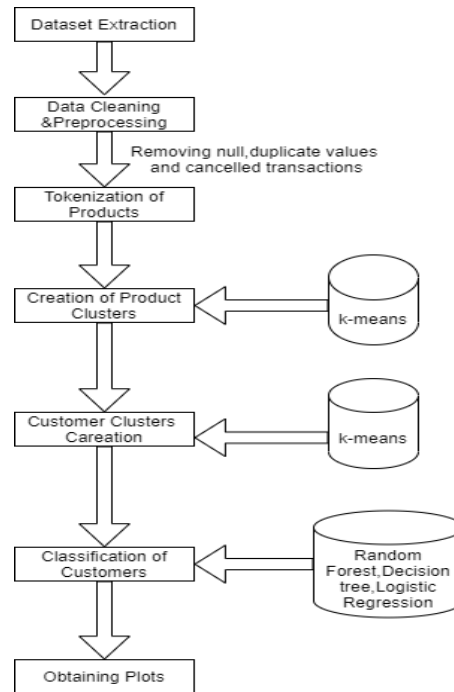 Dataset Extraction
Data Cleaning
&Preprocessing
Removing null,duplicate values
and cancelled transactions
Tokenization of
Products
Creation of Product
Clusters
k-means
Customer Clusters
Careation
k-means
Classification of
Customers
Random
Forest,Decision
tree,Logistic
Regression
Obtaining Plots